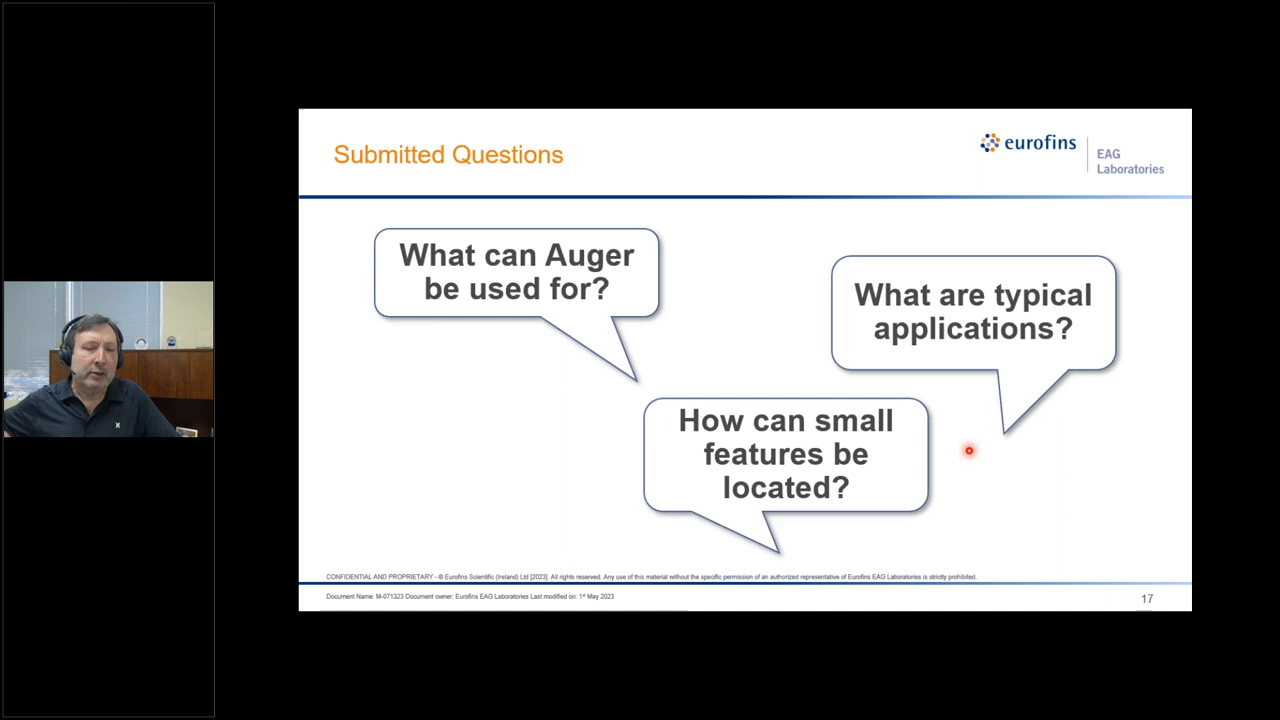 Submitted Questions
eurofins
EAG
Laboratories
What can Auger
be used for?
What are typical
applications?
How can small
features be
located?
CONFIDENTIAL AND PROPRIETARY - © Eurofins Scientific (Ireland) Ltd [2023]. All rights reserved. Any use of this material without the specific permission of an authorized representative of Eurofins EAG Laboratories is strictly prohibited.
Document Name: M-071323 Document owner: Eurofins EAG Laboratories Last modified on: 1st May 2023
17